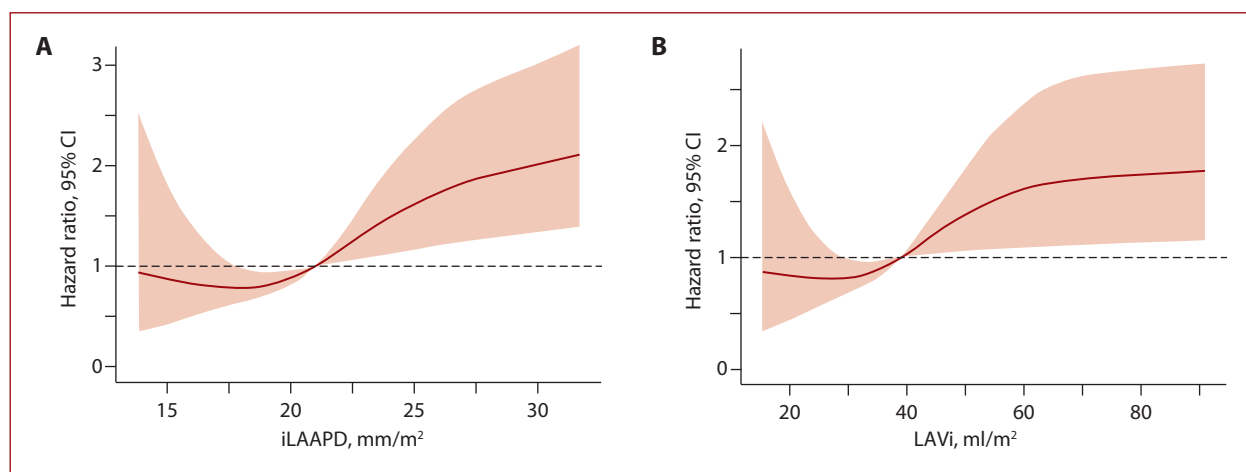 A
Hazard ratio, 95% CI
3
2
1
0
15 20 25 30
iLAAPD, mm/m²
B
Hazard ratio, 95% CI
2
1
0
20 40 60 80
LAVi, ml/m²